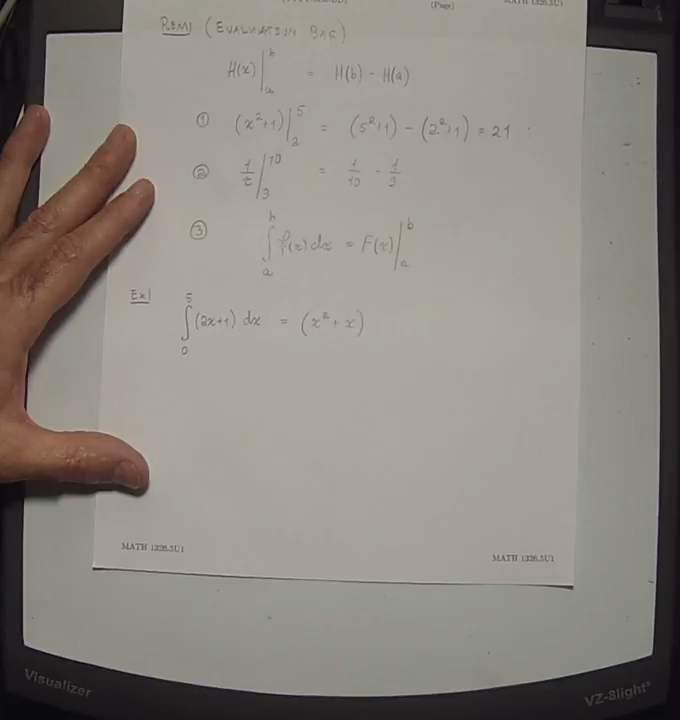 (Page)
MATH 1326.5U1
REM (EVALUATION BAR)
H(x) |_a^b = H(b) - H(a)
① (x²+1) |_2^5 = (5²+1) - (2²+1) = 21
② 1/t |_3^10 = 1/10 - 1/3
③ ∫_a^b f(x) dx = F(x) |_a^b
Ex ∫_0^5 (2x+1) dx = (x² + x)
MATH 1326.5U1
MATH 1326.5U1
Visualizer
VZ-8light³